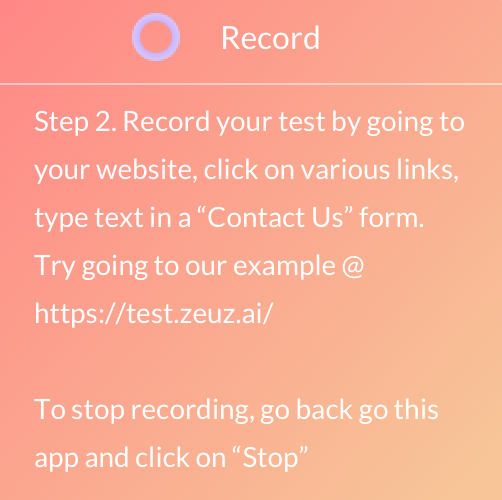 Record
Step 2. Record your test by going to
your website, click on various links,
type text in a “Contact Us” form.
Try going to our example @
https://test.zeuz.ai/
To stop recording, go back go this
app and click on “Stop”